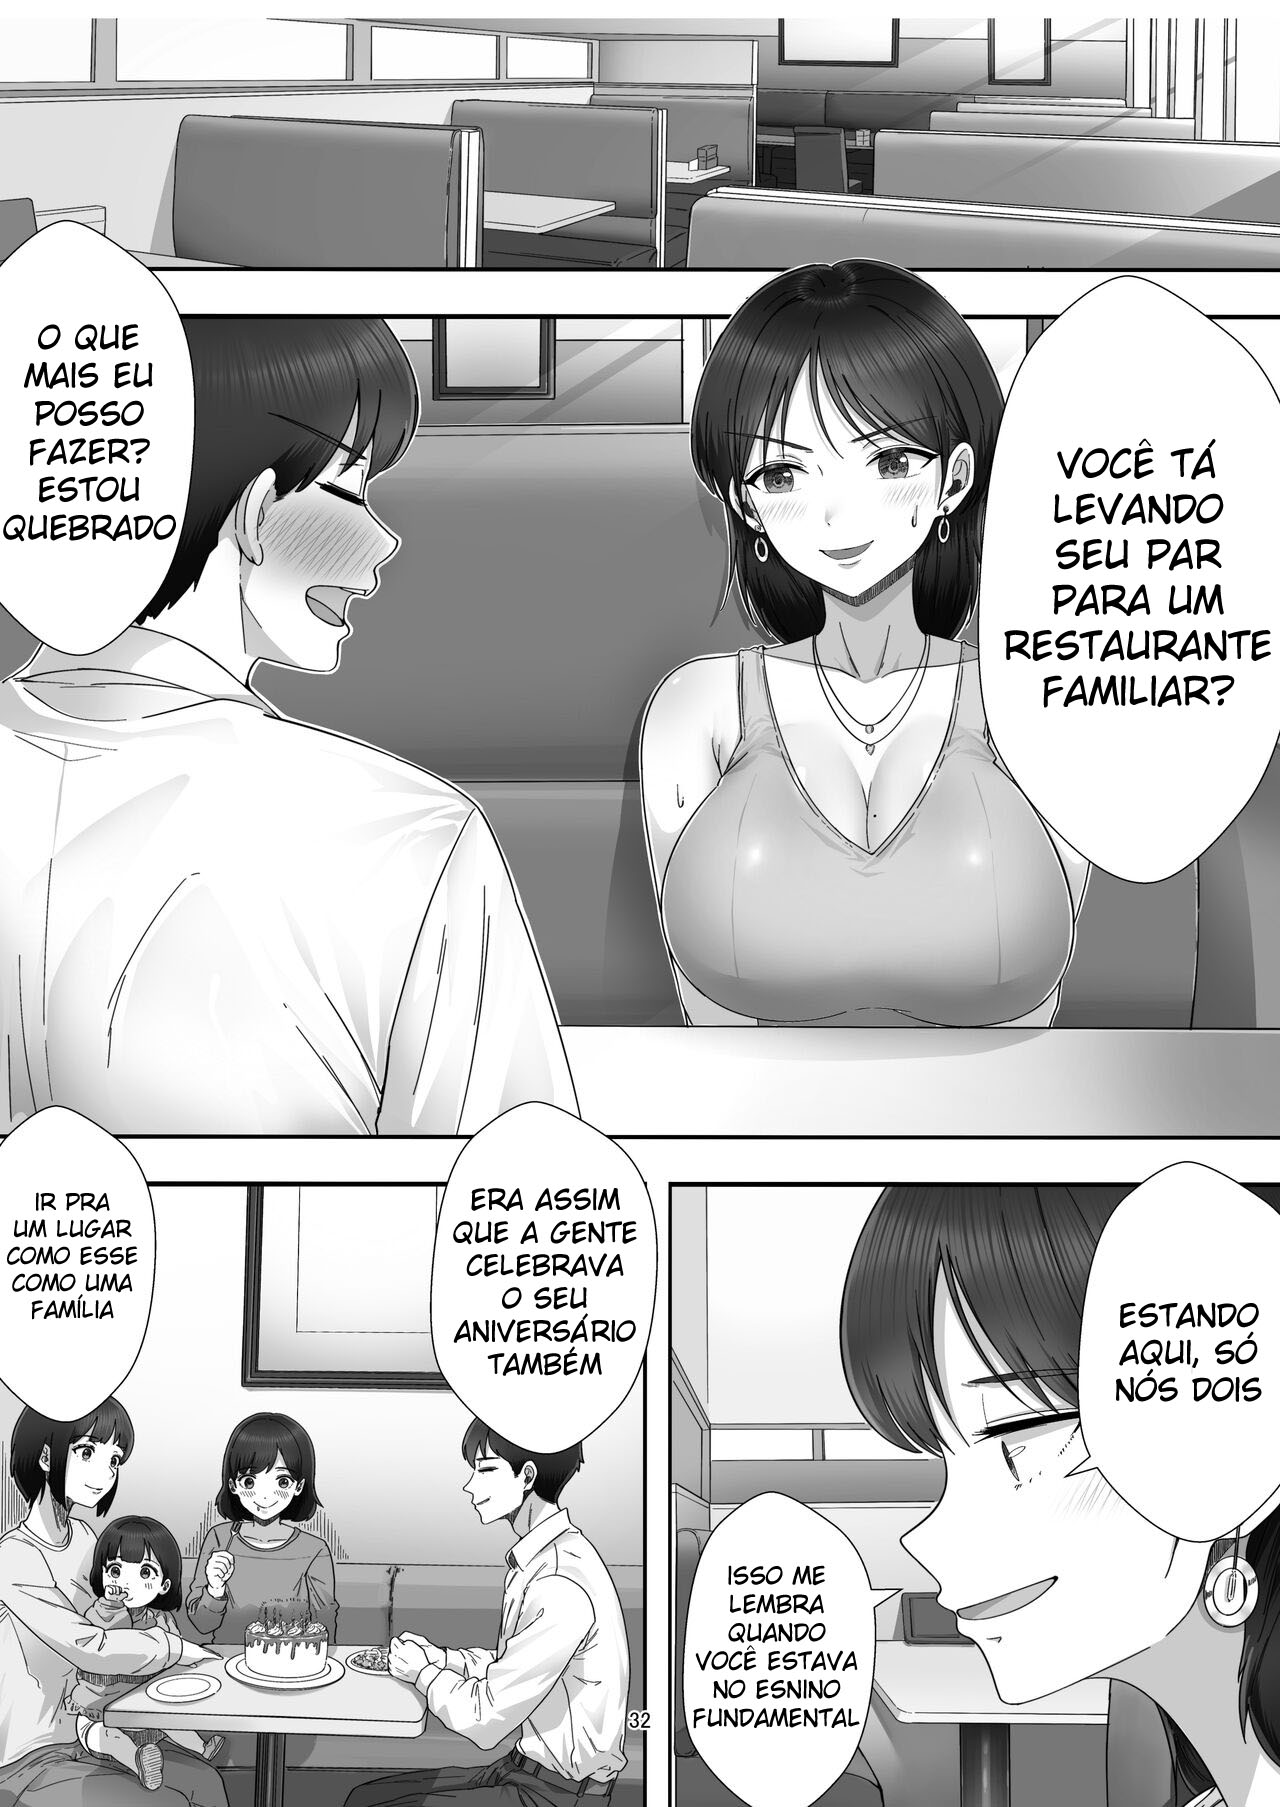 VOCÊ TÁ
LEVANDO
SEU PAR
PARA UM
RESTAURANTE
FAMILIAR?
O QUE
MAIS EU
POSSO
FAZER?
ESTOU
QUEBRADO
ESTANDO
AQUI, SÓ
NÓS DOIS
ISSO ME
LEMBRA
QUANDO
VOCÊ ESTAVA
NO ESNINO
FUNDAMENTAL
ERA ASSIM
QUE A GENTE
CELEBRAVA
O SEU
ANIVERSÁRIO
TAMBÉM
IR PRA
UM LUGAR
COMO ESSE
COMO UMA
FAMÍLIA
32